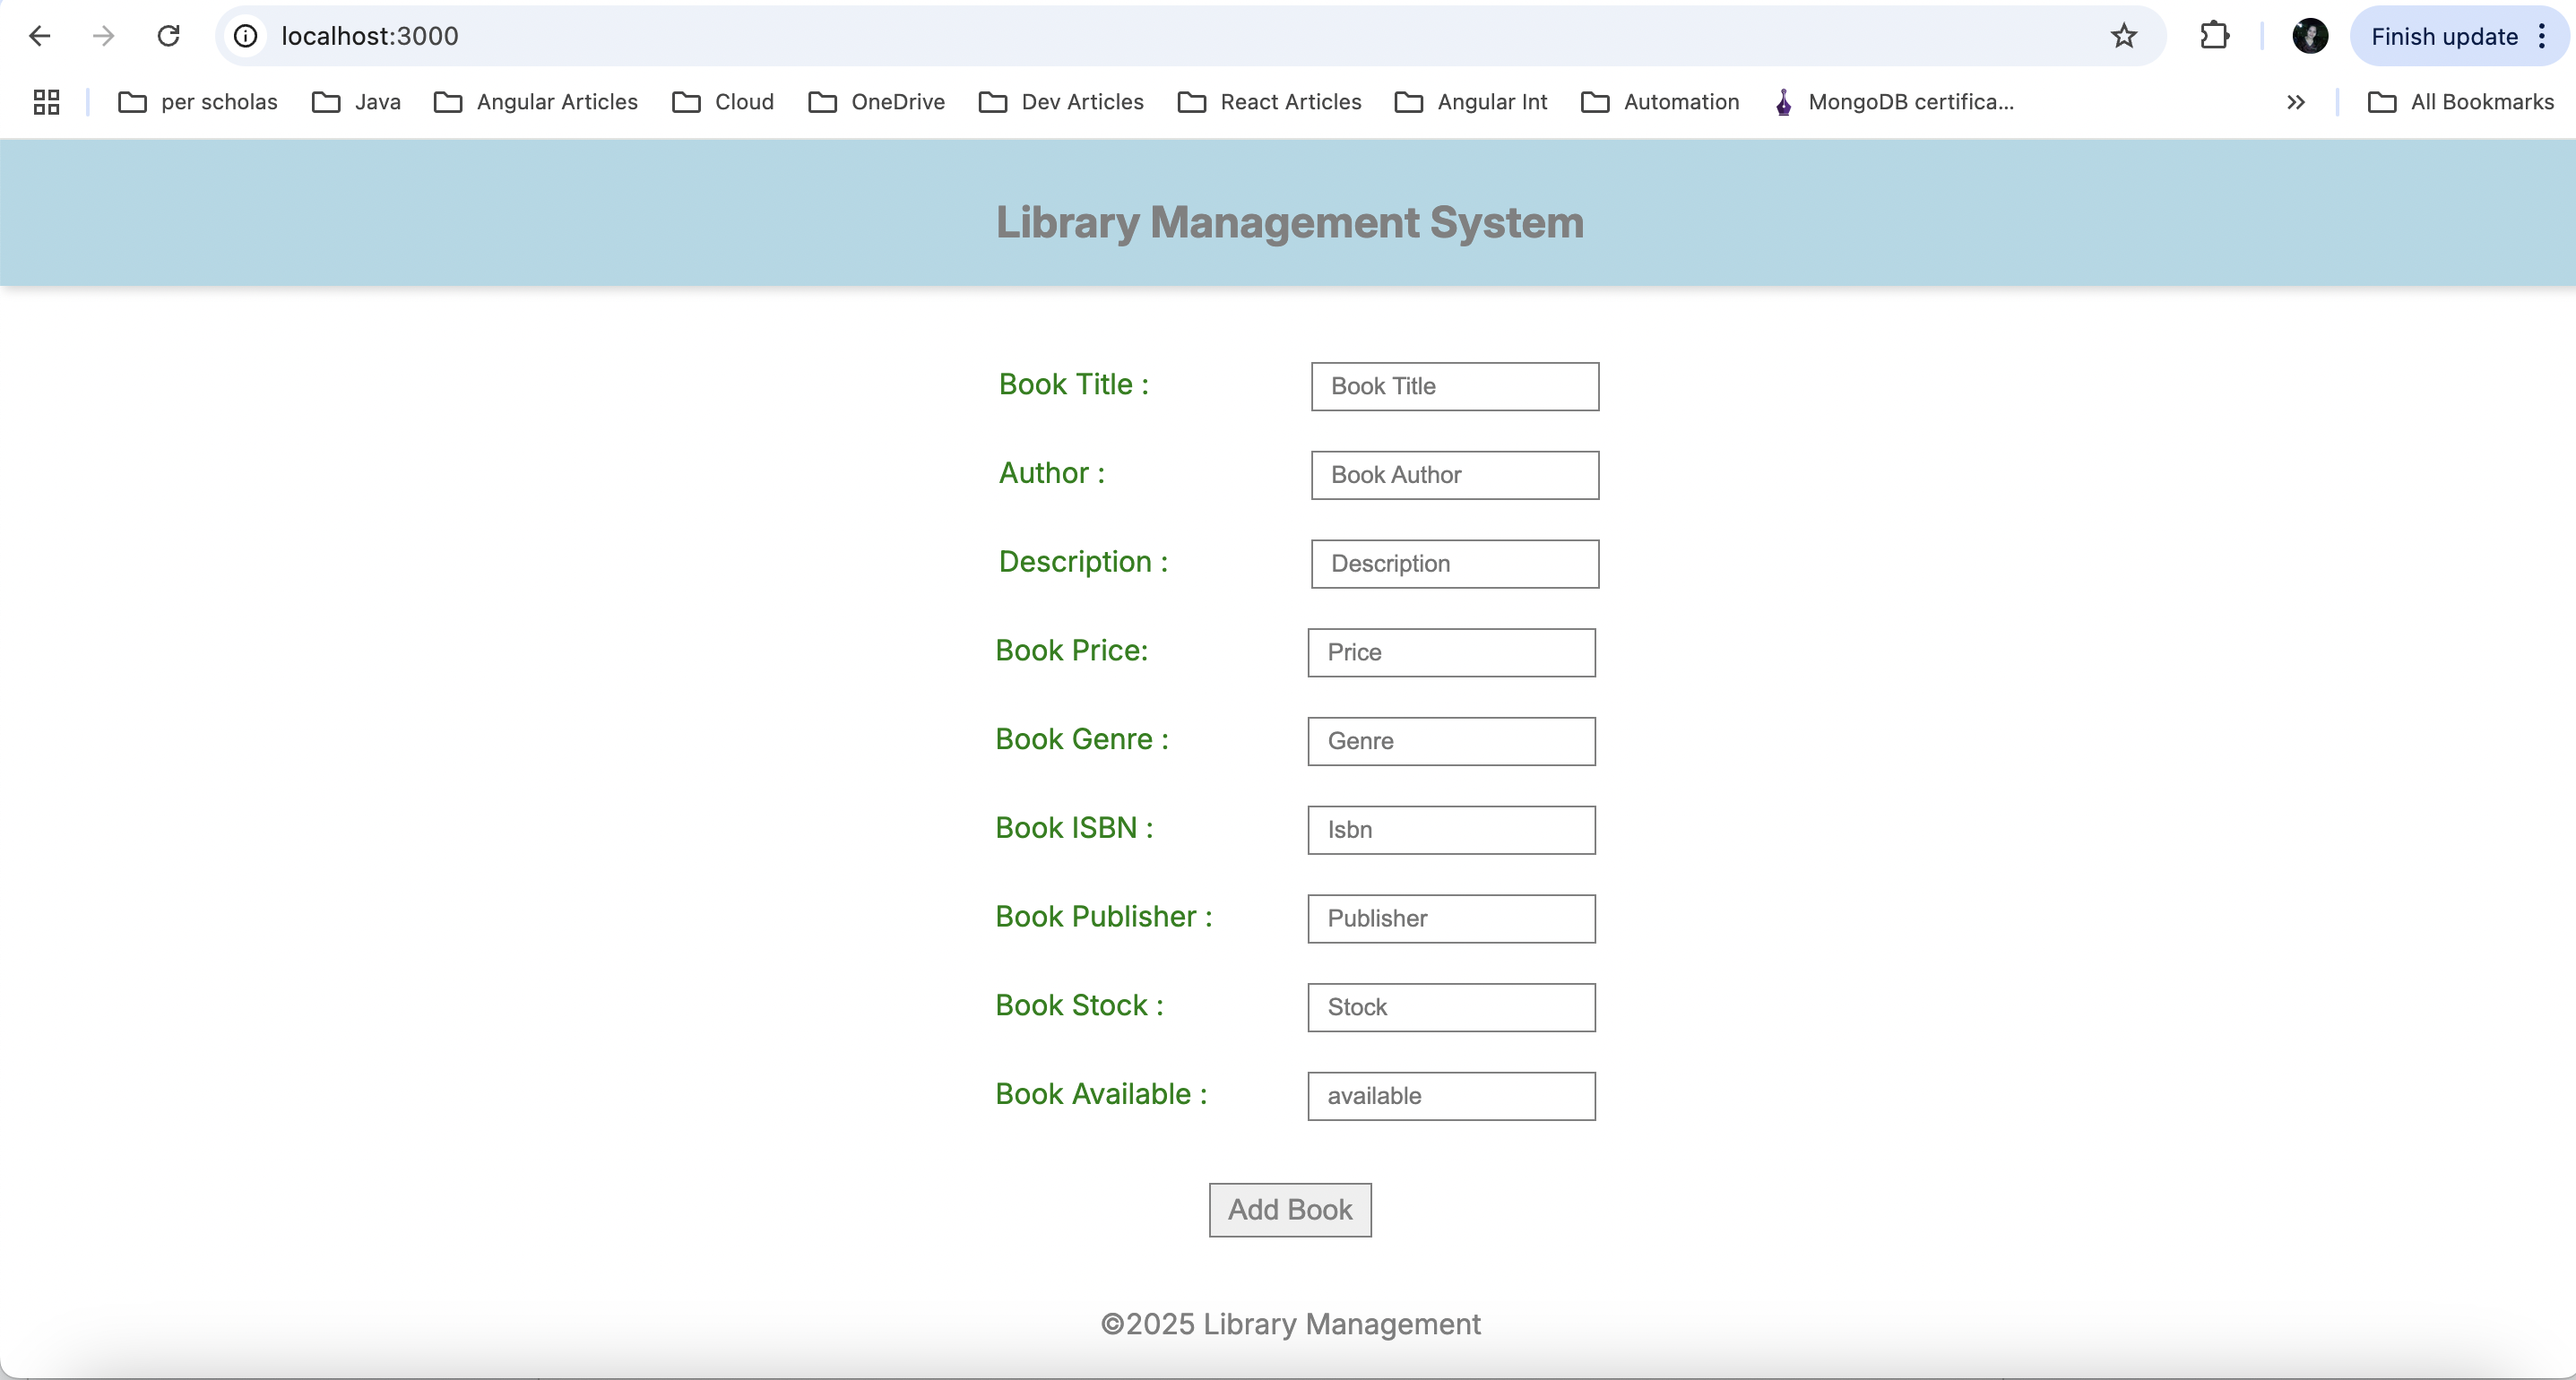 localhost:3000
Finish update
per scholas Java Angular Articles Cloud OneDrive Dev Articles React Articles Angular Int Automation MongoDB certifica... All Bookmarks
Library Management System
Book Title : Book Title
Author : Book Author
Description : Description
Book Price: Price
Book Genre : Genre
Book ISBN : Isbn
Book Publisher : Publisher
Book Stock : Stock
Book Available : available
Add Book
©2025 Library Management